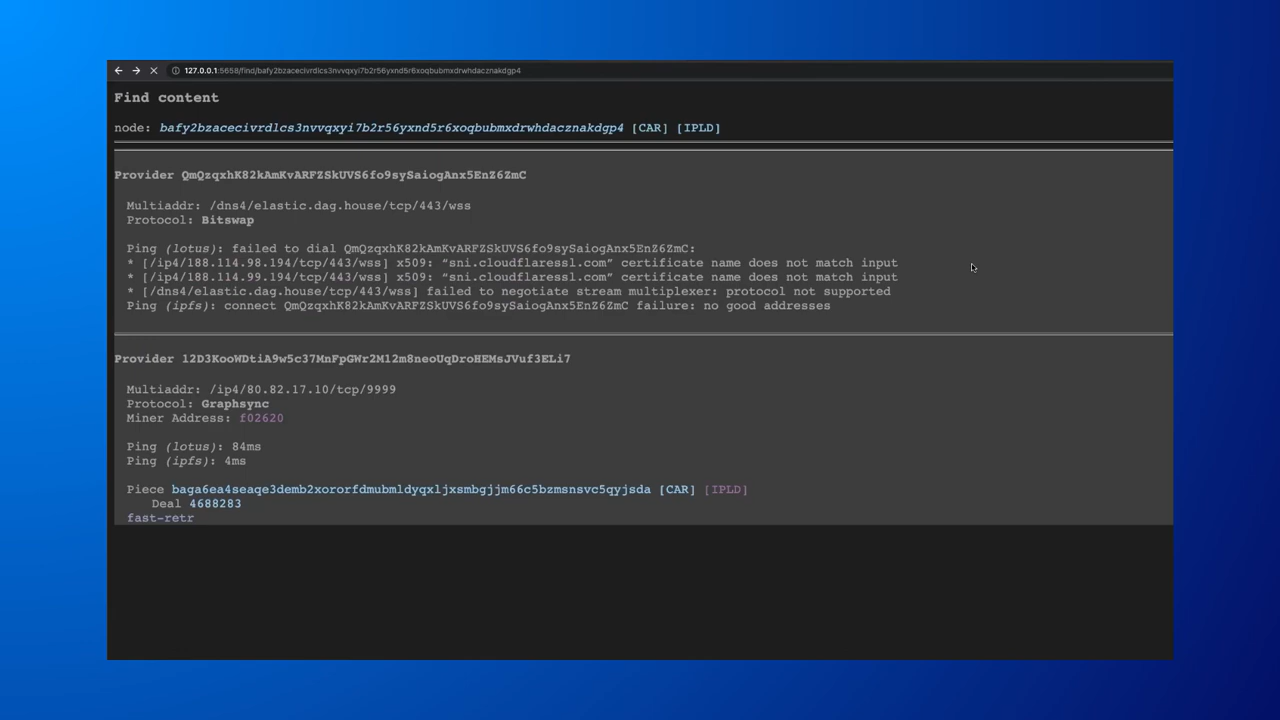 127.0.0.1:5658/find/bafy2bzacecivrdlcs3nvvqxyi7b2r56yxnd5r6xoqbubmxdrwhdacznakdgp4
Find content
node: bafy2bzacecivrdlcs3nvvqxyi7b2r56yxnd5r6xoqbubmxdrwhdacznakdgp4 [CAR] [IPLD]
Provider QmQzqxhK82kAmKvARFZSkUVS6fo9sySaiogAnx5EnZ6ZmC
Multiaddr: /dns4/elastic.dag.house/tcp/443/wss
Protocol: Bitswap
Ping (lotus): failed to dial QmQzqxhK82kAmKvARFZSkUVS6fo9sySaiogAnx5EnZ6ZmC:
* [/ip4/188.114.98.194/tcp/443/wss] x509: “sni.cloudflaressl.com” certificate name does not match input
* [/ip4/188.114.99.194/tcp/443/wss] x509: “sni.cloudflaressl.com” certificate name does not match input
* [/dns4/elastic.dag.house/tcp/443/wss] failed to negotiate stream multiplexer: protocol not supported
Ping (ipfs): connect QmQzqxhK82kAmKvARFZSkUVS6fo9sySaiogAnx5EnZ6ZmC failure: no good addresses
Provider 12D3KooWDtiA9w5c37MnFpGWr2M12m8neoUqDroHEMsJVuf3ELi7
Multiaddr: /ip4/80.82.17.10/tcp/9999
Protocol: Graphsync
Miner Address: f02620
Ping (lotus): 84ms
Ping (ipfs): 4ms
Piece baga6ea4seaqe3demb2xororfdmubmldyqxljxsmbgjjm66c5bzmsnsvc5qyjsda [CAR] [IPLD]
Deal 4688283
fast-retr